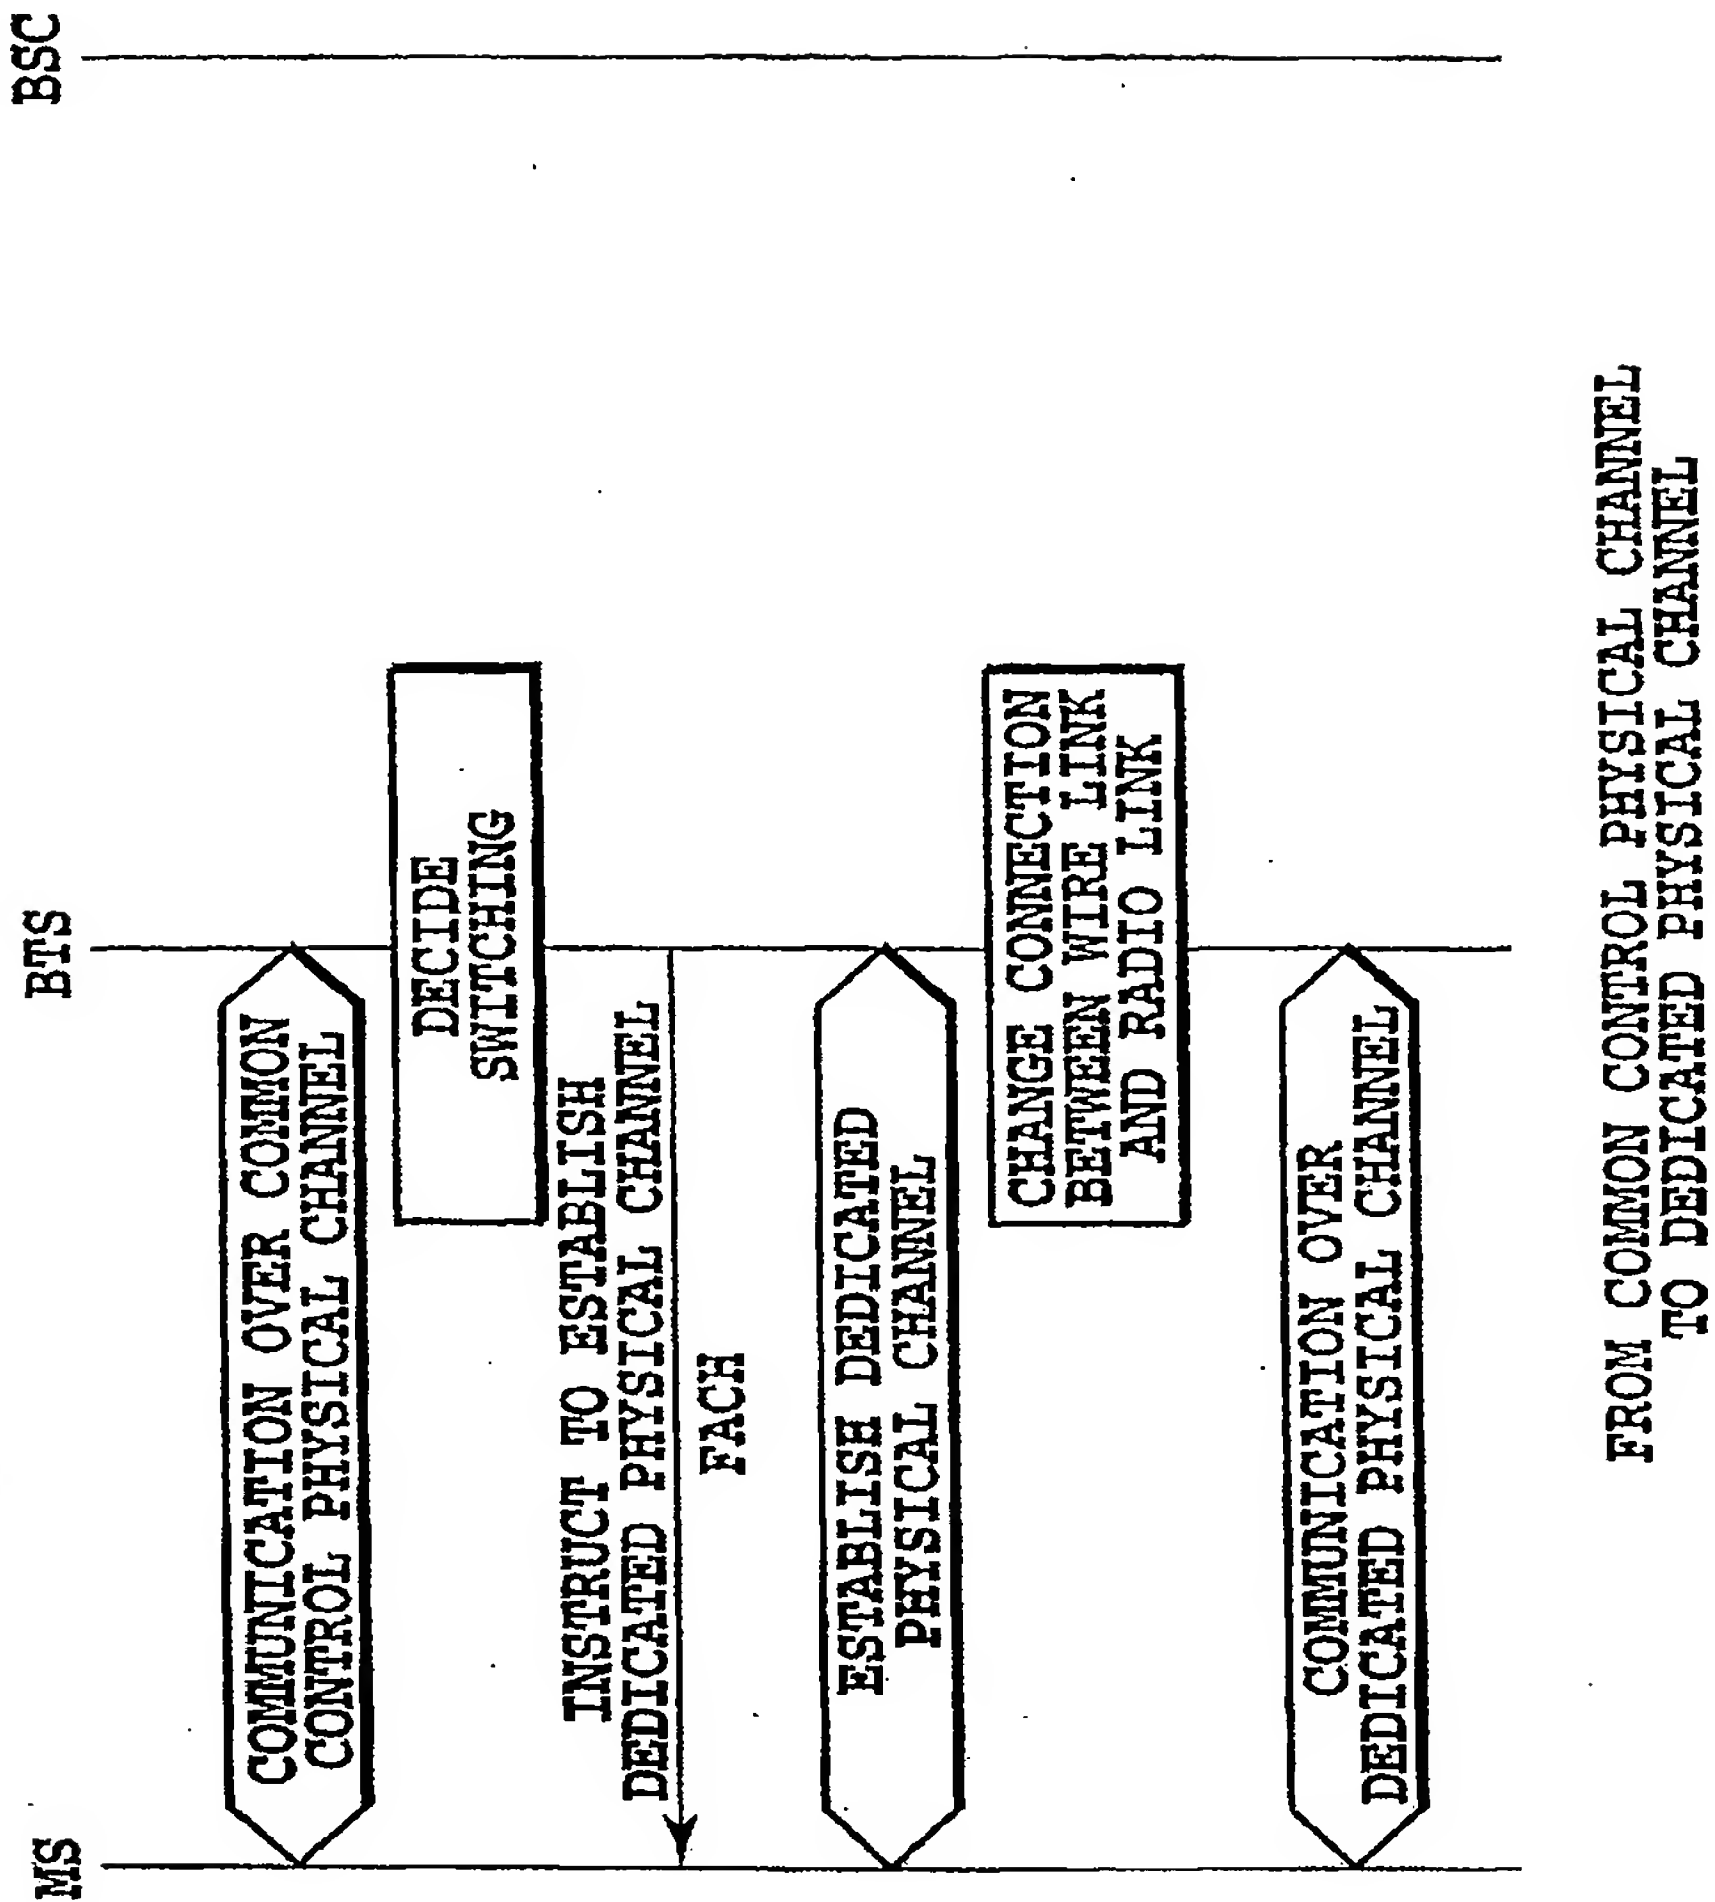 MS
BTS
BSC
COMMUNICATION OVER COMMON
CONTROL PHYSICAL CHANNEL
DECIDE
SWITCHING
INSTRUCT TO ESTABLISH
DEDICATED PHYSICAL CHANNEL
FACH
ESTABLISH DEDICATED
PHYSICAL CHANNEL
CHANGE CONNECTION
BETWEEN WIRE LINK
AND RADIO LINK
COMMUNICATION OVER
DEDICATED PHYSICAL CHANNEL
FROM COMMON CONTROL PHYSICAL CHANNEL
TO DEDICATED PHYSICAL CHANNEL